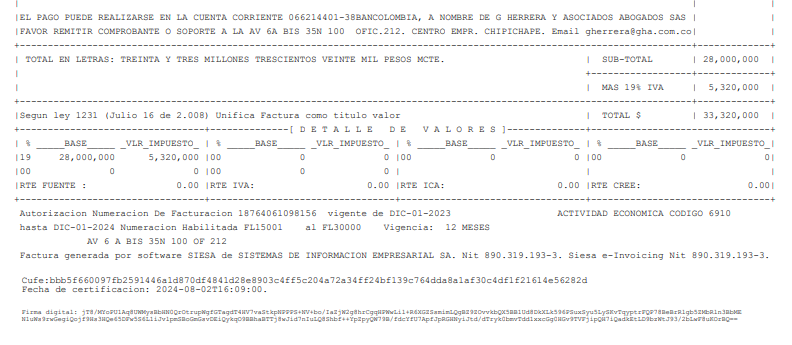 EL PAGO PUEDE REALIZARSE EN LA CUENTA CORRIENTE 066214401-38BANCOLOMBIA, A NOMBRE DE G HERRERA Y ASOCIADOS ABOGADOS SAS
FAVOR REMITIR COMPROBANTE O SOPORTE A LA AV 6A BIS 35N 100  OFIC.212. CENTRO EMPR. CHIPICHAPE. Email gherrera@gha.com.co
TOTAL EN LETRAS: TREINTA Y TRES MILLONES TRESCIENTOS VEINTE MIL PESOS MCTE. | SUB-TOTAL | 28,000,000
| MAS 19% IVA | 5,320,000
Segun ley 1231 (Julio 16 de 2.008) Unifica Factura como titulo valor | TOTAL $ | 33,320,000
[ D E T A L L E   D E   V A L O R E S ]
| % _____BASE_____ _VLR_IMPUESTO_ | % _____BASE_____ _VLR_IMPUESTO_ | % _____BASE_____ _VLR_IMPUESTO_ | % _____BASE_____ _VLR_IMPUESTO_
|19 28,000,000 5,320,000 |00 0 0 |00 0 0 |00 0 0|
|00 0 0 |00 0 0
|RTE FUENTE : 0.00 |RTE IVA: 0.00 |RTE ICA: 0.00 |RTE CREE: 0.00|
Autorizacion Numeracion De Facturacion 18764061098156  vigente de DIC-01-2023 ACTIVIDAD ECONOMICA CODIGO 6910
hasta DIC-01-2024 Numeracion Habilitada FL15001   al FL30000   Vigencia:  12 MESES
AV 6 A BIS 35N 100 OF 212
Factura generada por software SIESA de SISTEMAS DE INFORMACION EMPRESARIAL SA. Nit 890.319.193-3. Siesa e-Invoicing Nit 890.319.193-3.
Cufe:bbb5f660097fb2591446a1d870df4841d28e8903c4ff5c204a72a34ff24bf139c764dda8a1af30c4df1f21614e56282d
Fecha de certificacion: 2024-08-02T16:09:00.
Firma digital: